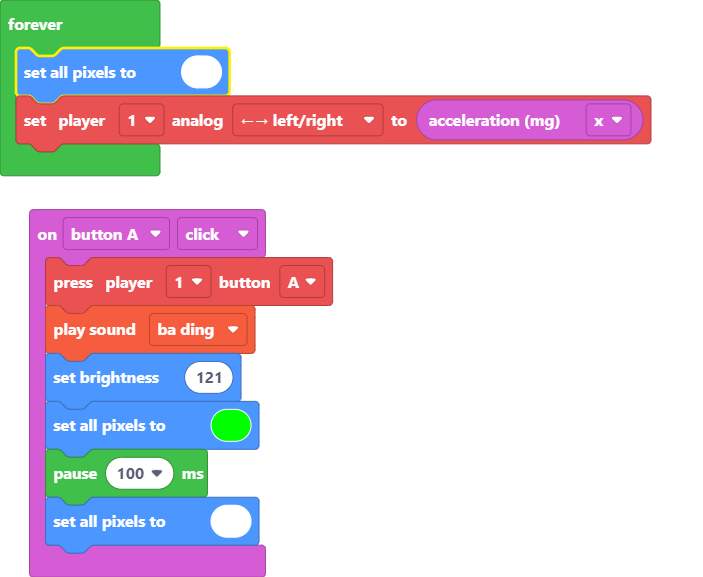 forever
set all pixels to
set player 1 analog ←→ left/right to acceleration (mg) x
on button A click
press player 1 button A
play sound ba ding
set brightness 121
set all pixels to
pause 100 ms
set all pixels to